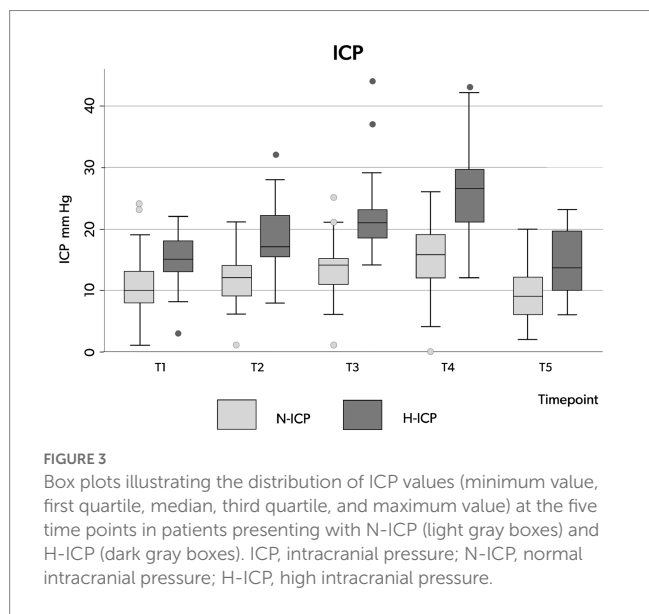 ICP
ICP mm Hg
40
30
20
10
0
T1 T2 T3 T4 T5
Timepoint
N-ICP H-ICP
FIGURE 3
Box plots illustrating the distribution of ICP values (minimum value,
first quartile, median, third quartile, and maximum value) at the five
time points in patients presenting with N-ICP (light gray boxes) and
H-ICP (dark gray boxes). ICP, intracranial pressure; N-ICP, normal
intracranial pressure; H-ICP, high intracranial pressure.